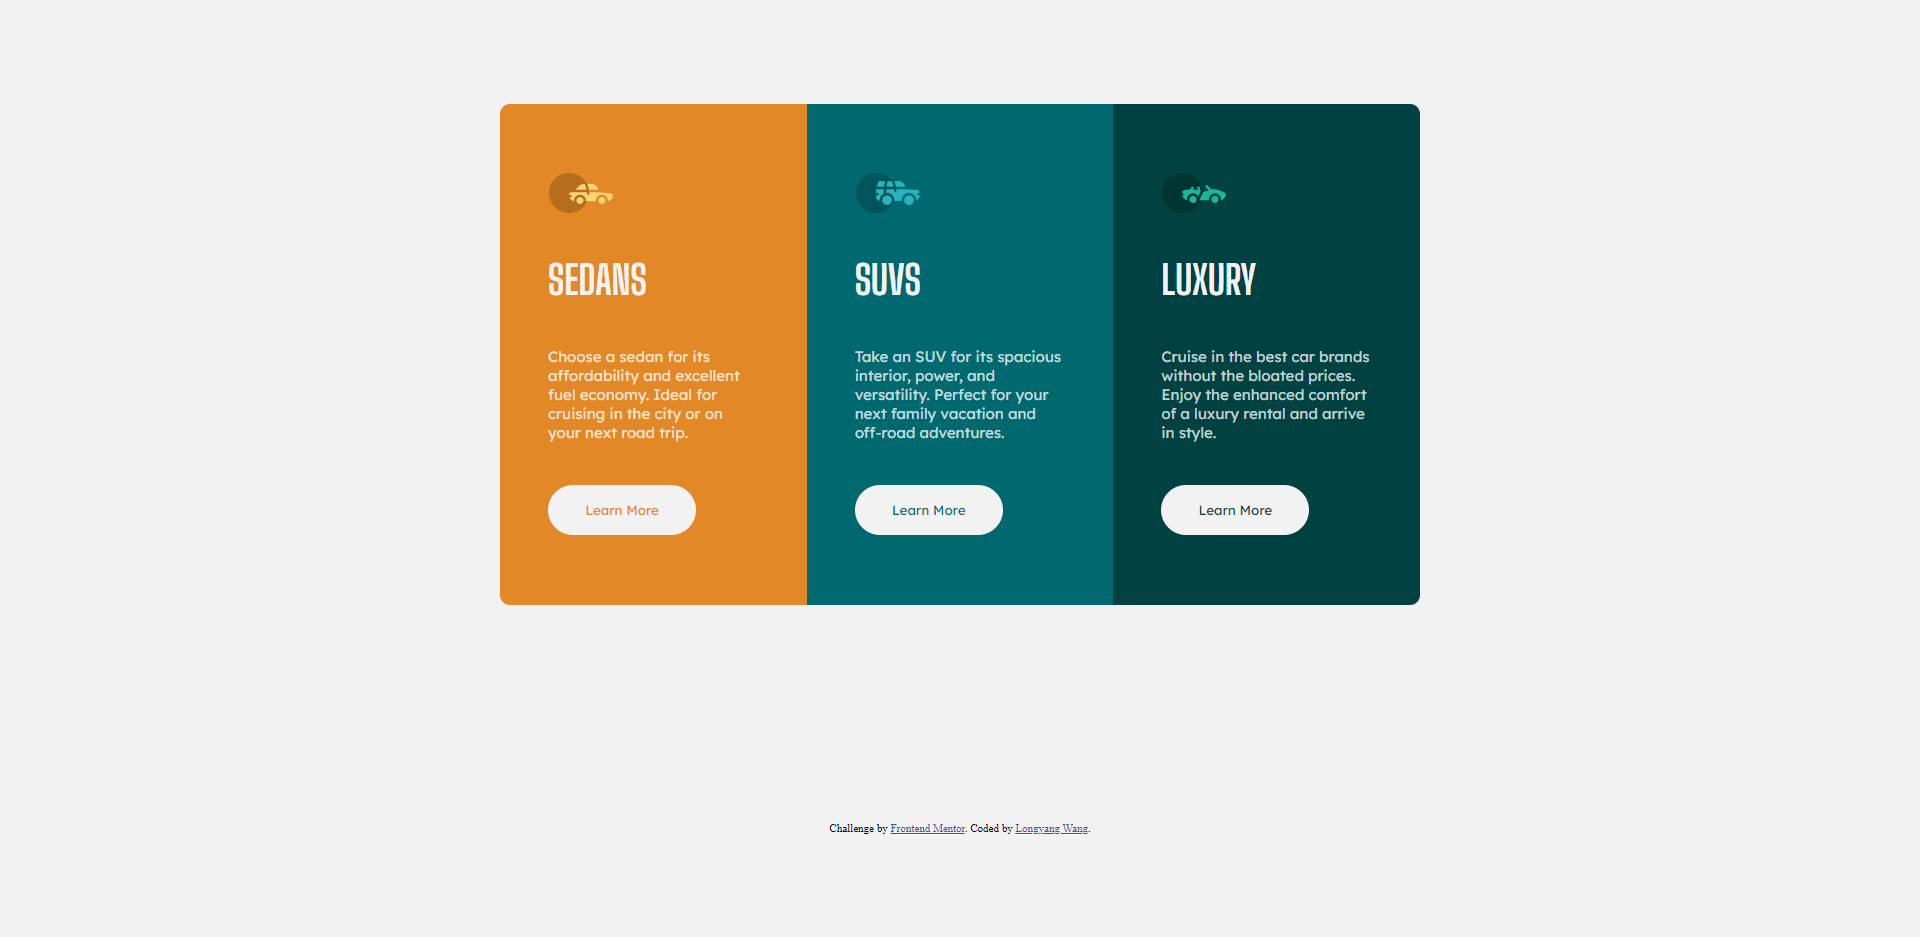 SEDANS
Choose a sedan for its
affordability and excellent
fuel economy. Ideal for
cruising in the city or on
your next road trip.
Learn More
SUVS
Take an SUV for its spacious
interior, power, and
versatility. Perfect for your
next family vacation and
off-road adventures.
Learn More
LUXURY
Cruise in the best car brands
without the bloated prices.
Enjoy the enhanced comfort
of a luxury rental and arrive
in style.
Learn More
Challenge by Frontend Mentor. Coded by Longyang Wang.